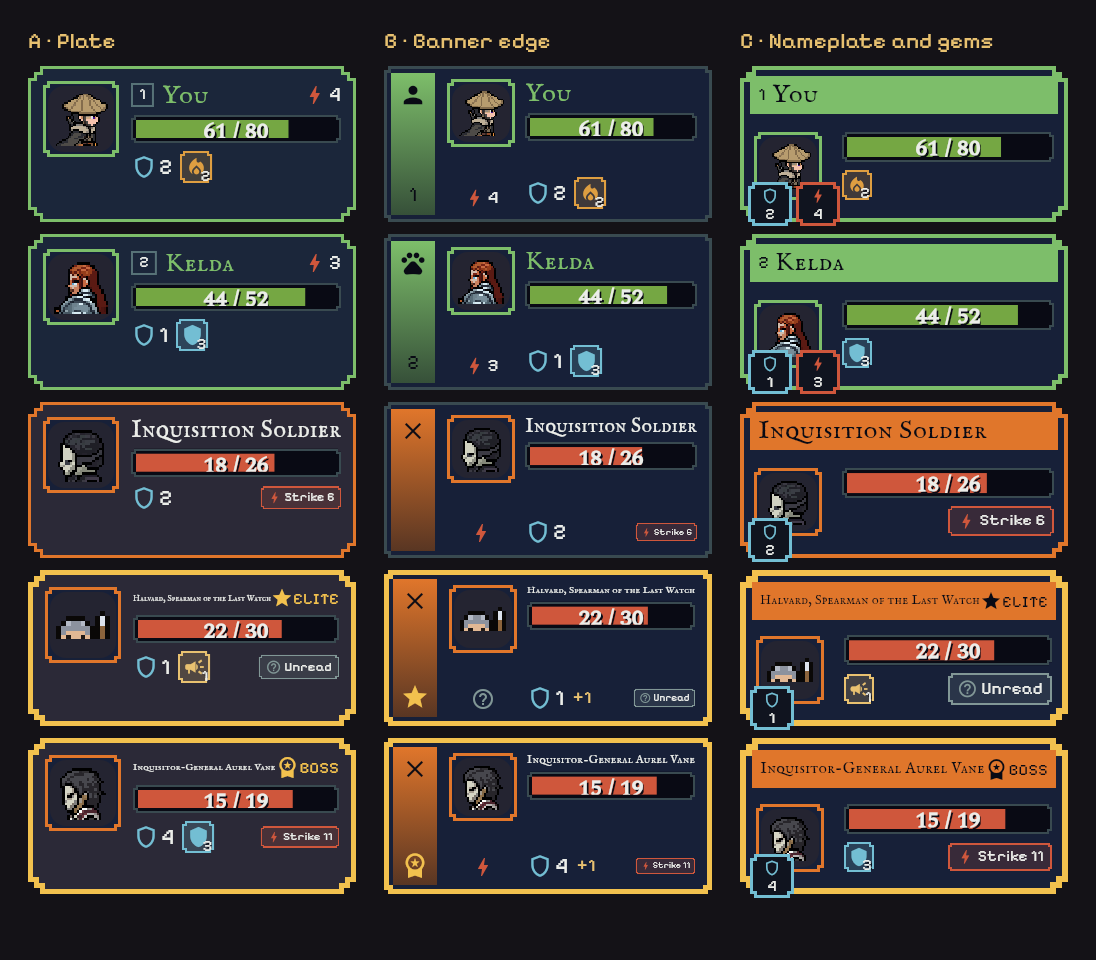 A · Plate
1 You 4
61 / 80
2 2
2 Kelda 3
44 / 52
1 3
Inquisition Soldier
18 / 26
2 Strike 6
Halvard, Spearman of the Last Watch ELITE
22 / 30
1 1 Unread
Inquisitor-General Aurel Vane BOSS
15 / 19
4 3 Strike 11
B · Banner edge
You
61 / 80
1 4 2 2
Kelda
44 / 52
2 3 1 3
Inquisition Soldier
18 / 26
2 Strike 6
Halvard, Spearman of the Last Watch
22 / 30
1 +1 Unread
Inquisitor-General Aurel Vane
15 / 19
4 +1 Strike 11
C · Nameplate and gems
1 You
61 / 80
2 4 2
2 Kelda
44 / 52
1 3 3
Inquisition Soldier
18 / 26
2 Strike 6
Halvard, Spearman of the Last Watch ELITE
22 / 30
1 1 Unread
Inquisitor-General Aurel Vane BOSS
15 / 19
4 3 Strike 11